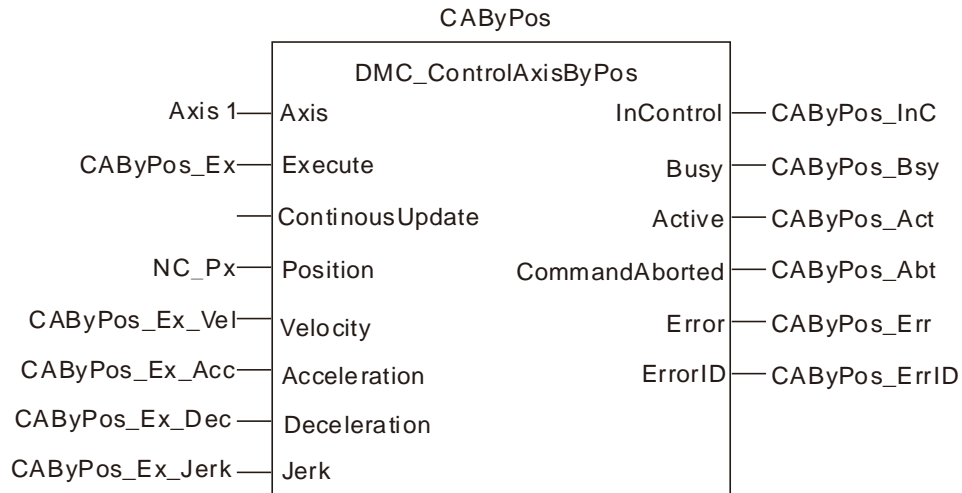 CAByPos
DMC_ControlAxisByPos
Axis 1 Axis InControl CAByPos_InC
CAByPos_Ex Execute Busy CAByPos_Bsy
ContinousUpdate Active CAByPos_Act
NC_Px Position CommandAborted CAByPos_Abt
CAByPos_Ex_Vel Velocity Error CAByPos_Err
CAByPos_Ex_Acc Acceleration ErrorID CAByPos_ErrID
CAByPos_Ex_Dec Deceleration
CAByPos_Ex_Jerk Jerk